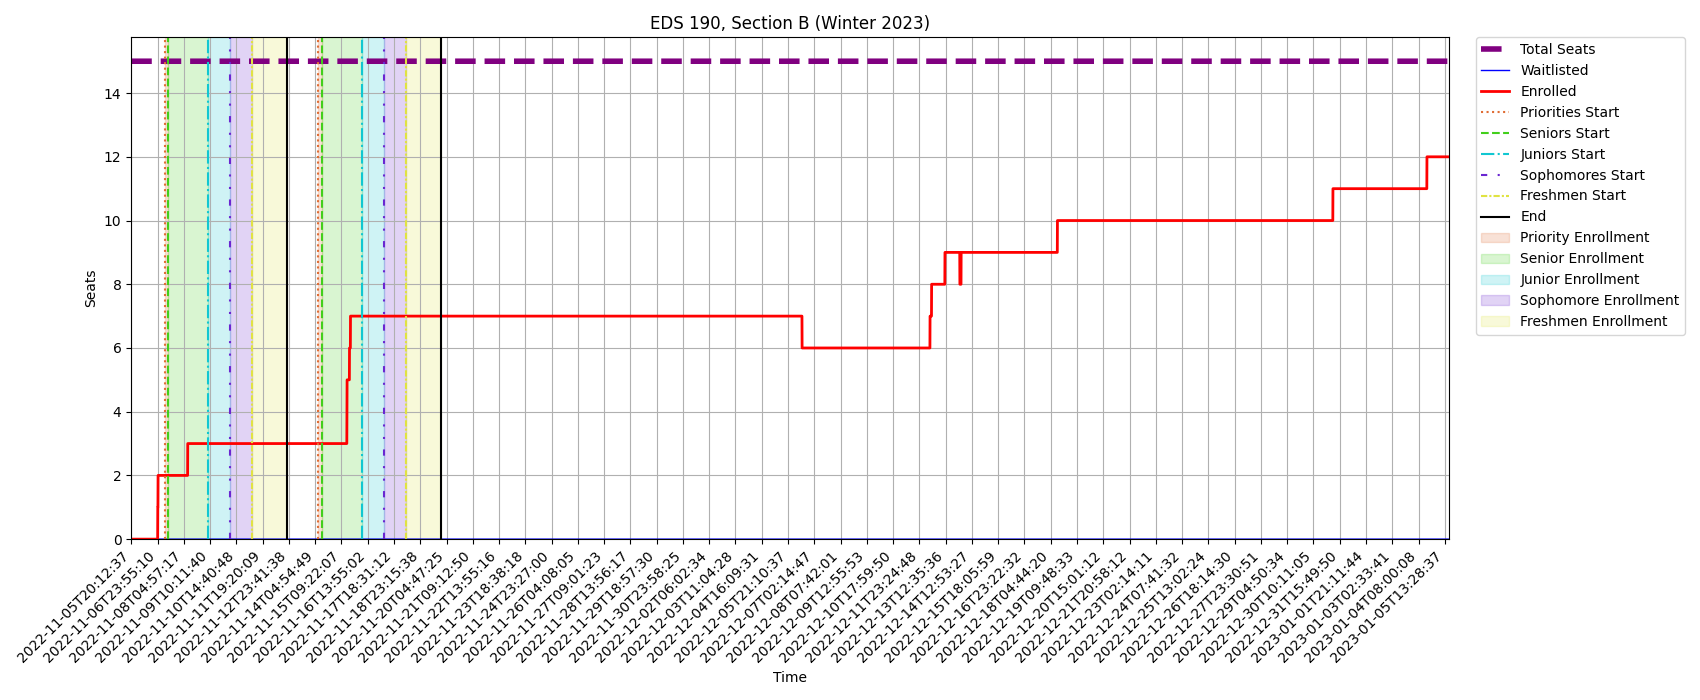 EDS 190, Section B (Winter 2023)
Seats
14
12
10
8
6
4
2
0
2022-11-05T20:12:37
2022-11-06T23:55:10
2022-11-08T04:57:17
2022-11-09T10:11:40
2022-11-10T14:40:48
2022-11-11T19:20:09
2022-11-12T23:41:38
2022-11-14T04:54:49
2022-11-15T09:22:07
2022-11-16T13:55:02
2022-11-17T18:31:12
2022-11-18T23:15:38
2022-11-20T04:47:25
2022-11-21T09:12:50
2022-11-22T13:55:16
2022-11-23T18:38:18
2022-11-24T23:27:00
2022-11-26T04:08:05
2022-11-27T09:01:23
2022-11-28T13:56:17
2022-11-29T18:57:30
2022-11-30T23:58:25
2022-12-02T06:02:34
2022-12-03T11:04:28
2022-12-04T16:09:31
2022-12-05T21:10:37
2022-12-07T02:14:47
2022-12-08T07:42:01
2022-12-09T12:55:53
2022-12-10T17:59:50
2022-12-11T23:24:48
2022-12-13T12:35:36
2022-12-14T12:53:27
2022-12-15T18:05:59
2022-12-16T23:22:32
2022-12-18T04:44:20
2022-12-19T09:48:33
2022-12-20T15:01:12
2022-12-21T20:58:12
2022-12-23T02:14:11
2022-12-24T07:41:32
2022-12-25T13:02:24
2022-12-26T18:14:30
2022-12-27T23:30:51
2022-12-29T04:50:34
2022-12-30T10:11:05
2022-12-31T15:49:50
2023-01-01T21:11:44
2023-01-03T02:33:41
2023-01-04T08:00:08
2023-01-05T13:28:37
Time
Total Seats
Waitlisted
Enrolled
Priorities Start
Seniors Start
Juniors Start
Sophomores Start
Freshmen Start
End
Priority Enrollment
Senior Enrollment
Junior Enrollment
Sophomore Enrollment
Freshmen Enrollment